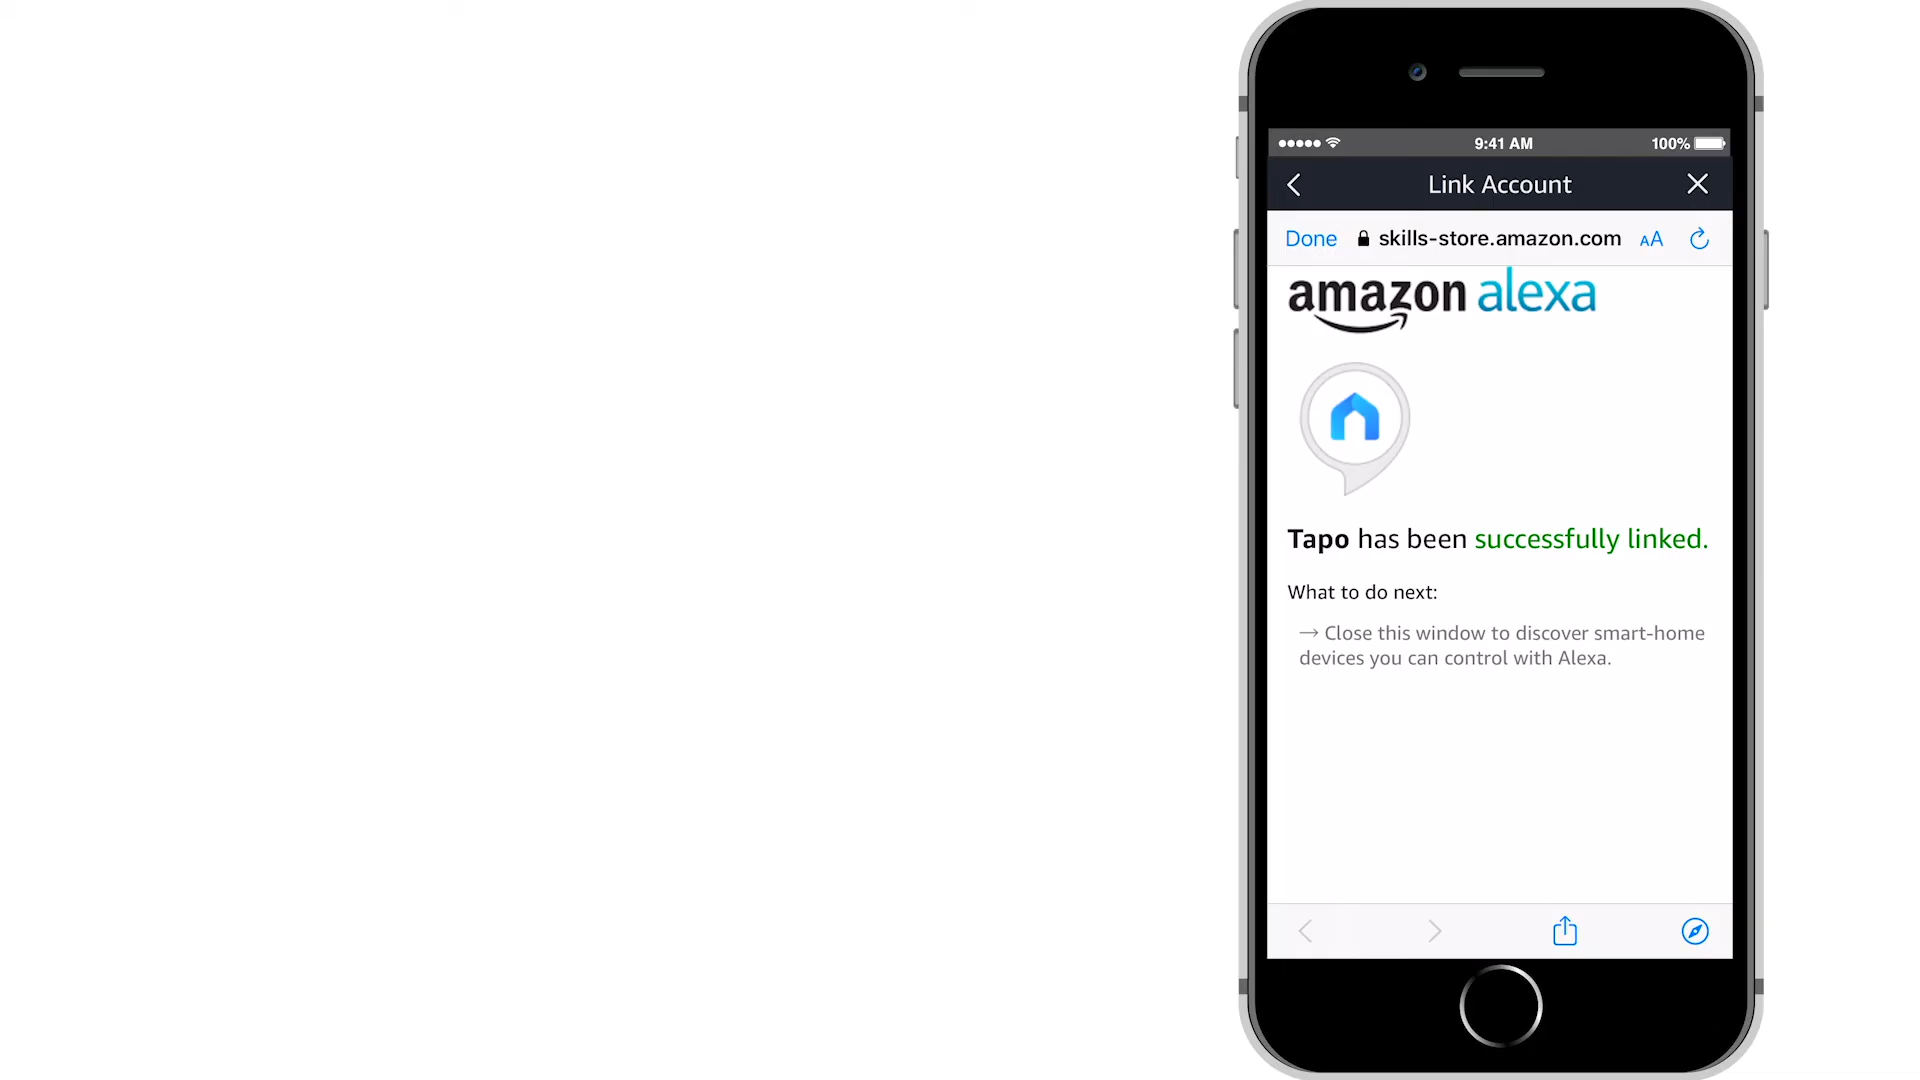 9:41 AM 100%
Link Account
Done skills-store.amazon.com AA
amazon alexa
Tapo has been successfully linked.
What to do next:
→ Close this window to discover smart-home
devices you can control with Alexa.